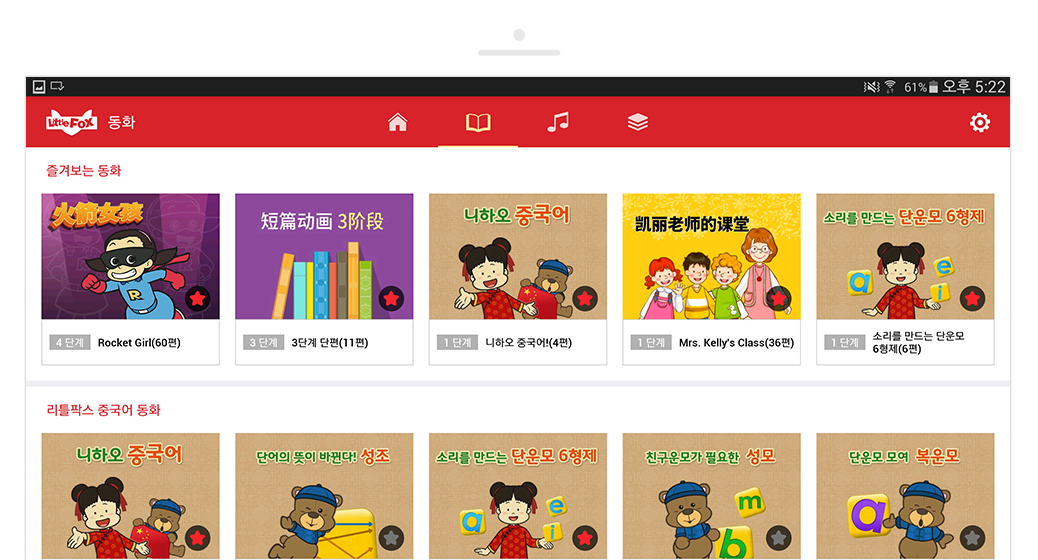 61% 오후 5:22
Little Fox 동화
즐겨보는 동화
火箭女孩
R
短篇动画 3阶段
니하오 중국어
凯丽老师的课堂
소리를 만드는 단운모 6형제
a
e
i
4 단계 Rocket Girl(60편)
3 단계 3단계 단편(11편)
1 단계 니하오 중국어!(4편)
1 단계 Mrs. Kelly's Class(36편)
1 단계 소리를 만드는 단운모
6형제(6편)
리틀팍스 중국어 동화
니하오 중국어
단어의 뜻이 바뀐다! 성조
소리를 만드는 단운모 6형제
a
e
i
친구운모가 필요한 성모
m
b
단운모 모여 복운모
a